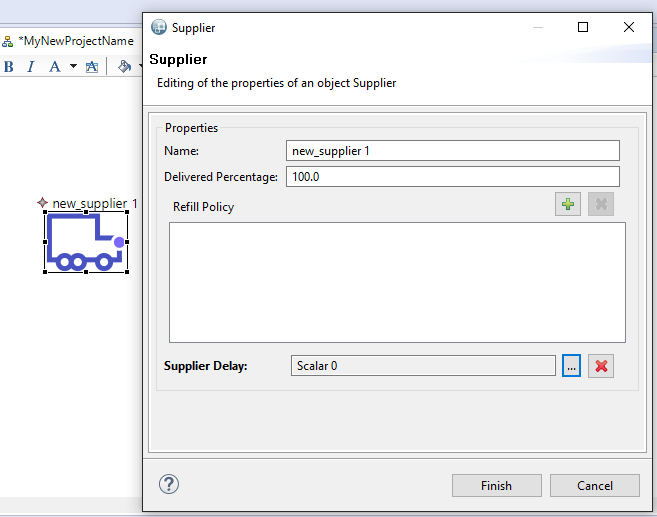 Supplier
*MyNewProjectName
B I A A
Supplier
Editing of the properties of an object Supplier
Properties
Name: new_supplier 1
Delivered Percentage: 100.0
Refill Policy
new_supplier 1
Supplier Delay: Scalar 0 ...
? Finish Cancel